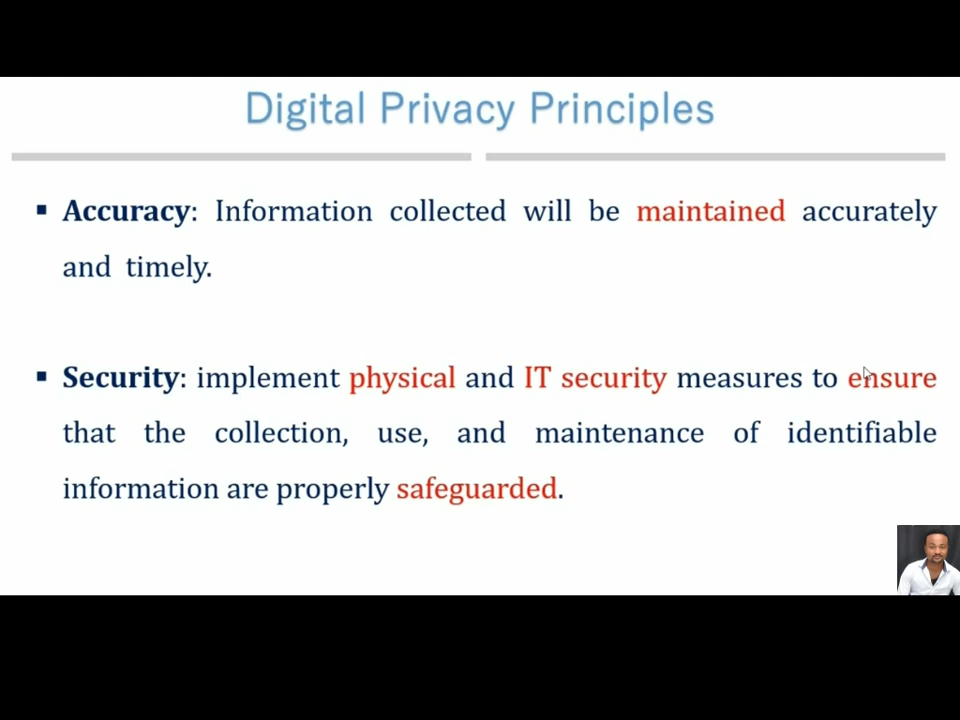 Digital Privacy Principles
▪ Accuracy: Information collected will be maintained accurately
and timely.
▪ Security: implement physical and IT security measures to ensure
that the collection, use, and maintenance of identifiable
information are properly safeguarded.